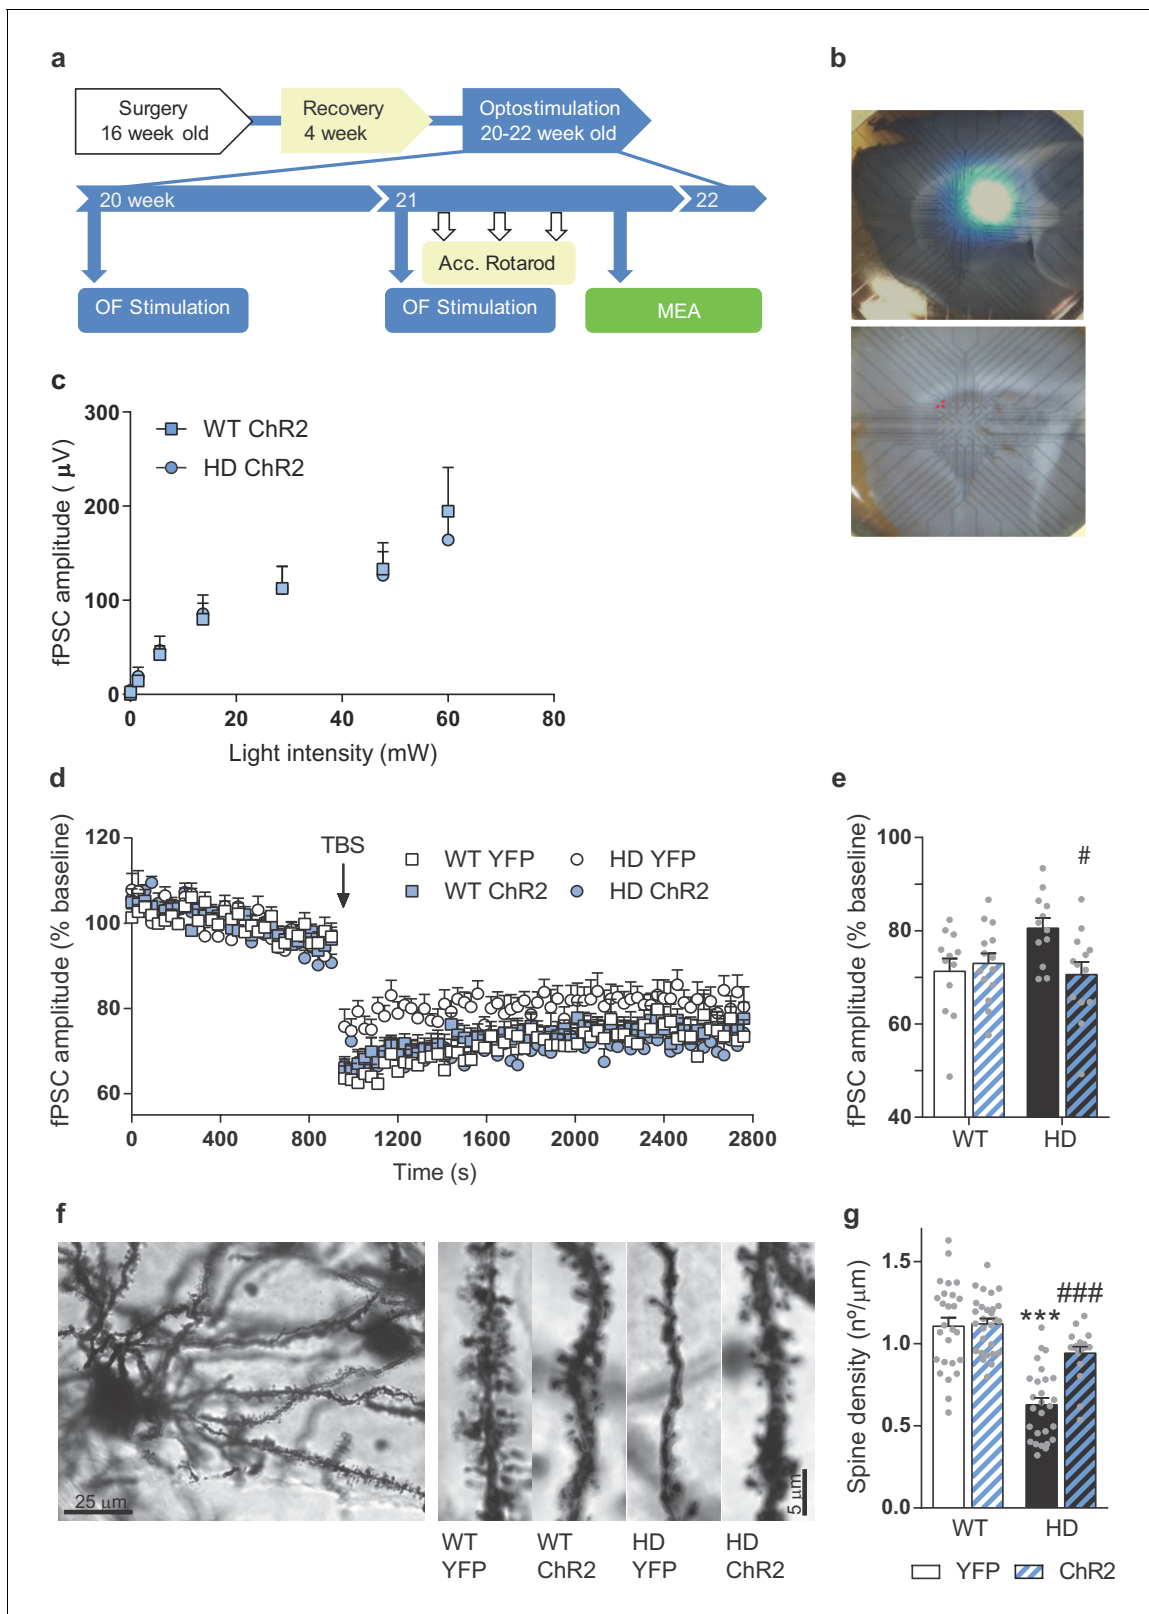 a
Surgery
16 week old
Recovery
4 week
Optostimulation
20-22 week old
20 week
21
22
Acc. Rotarod
OF Stimulation
OF Stimulation
MEA
b
c
fPSC amplitude ( μV)
300
200
100
0
WT ChR2
HD ChR2
0
20
40
60
80
Light intensity (mW)
d
fPSC amplitude (% baseline)
120
100
80
60
TBS
WT YFP
HD YFP
WT ChR2
HD ChR2
0
400
800
1200
1600
2000
2400
2800
Time (s)
e
fPSC amplitude (% baseline)
100
80
60
40
#
WT
HD
f
25 μm
5 μm
WT
YFP
WT
ChR2
HD
YFP
HD
ChR2
g
Spine density (nº/μm)
1.5
1.0
0.5
0.0
***
###
WT
HD
YFP
ChR2